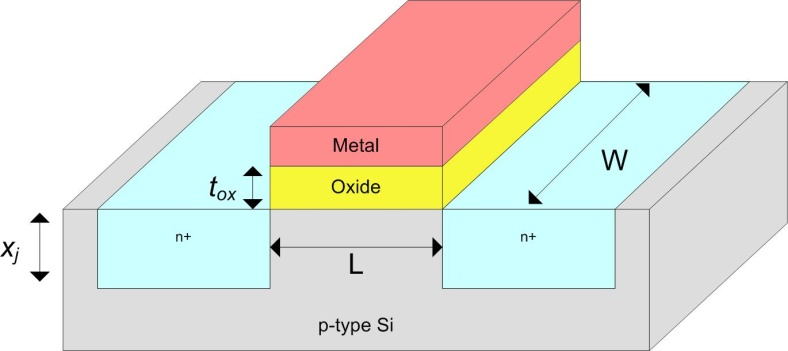 Metal
W
t_ox
Oxide
n+
n+
x_j
L
p-type Si